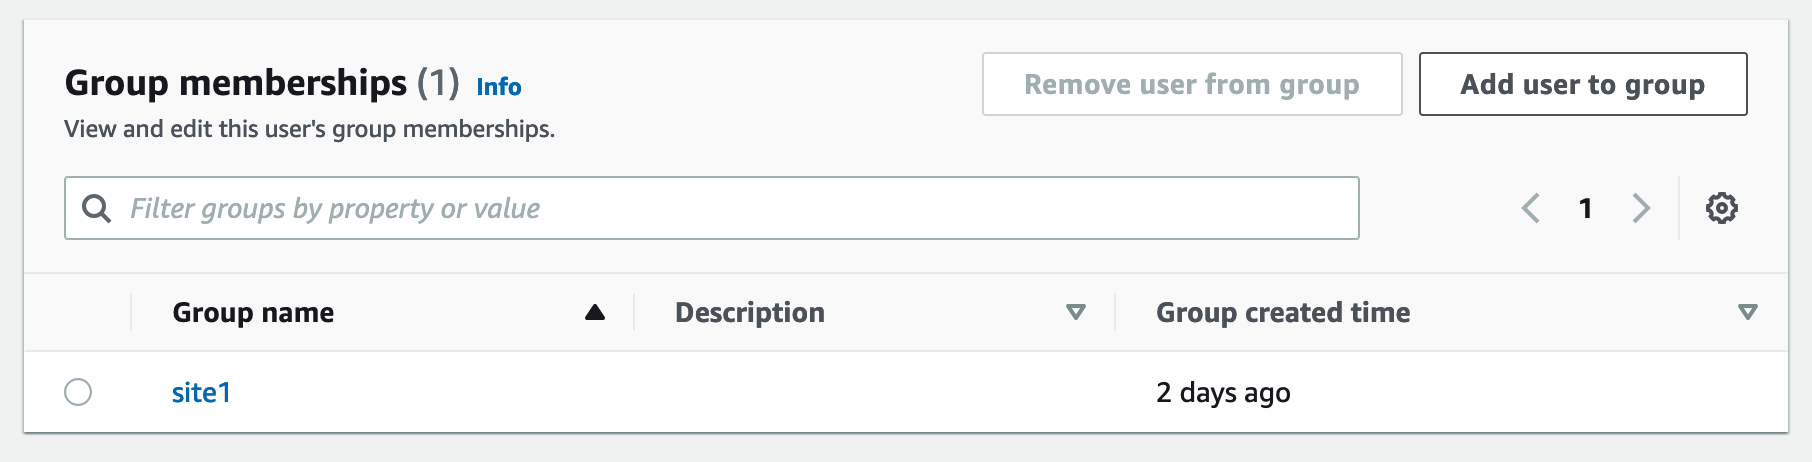 Group memberships (1) Info
Remove user from group
Add user to group
View and edit this user's group memberships.
Filter groups by property or value
1
Group name
Description
Group created time
site1
2 days ago